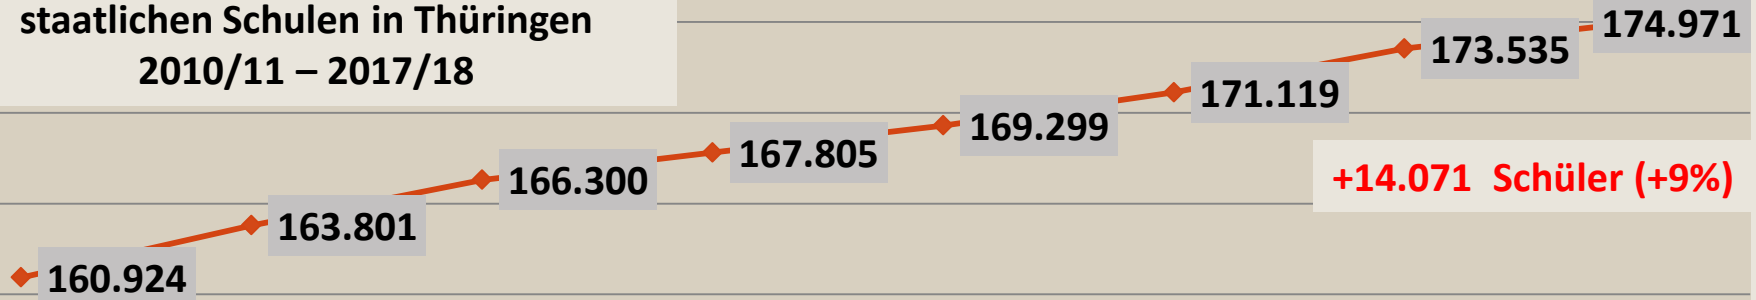 staatlichen Schulen in Thüringen
2010/11 – 2017/18
160.924
163.801
166.300
167.805
169.299
171.119
173.535
174.971
+14.071 Schüler (+9%)